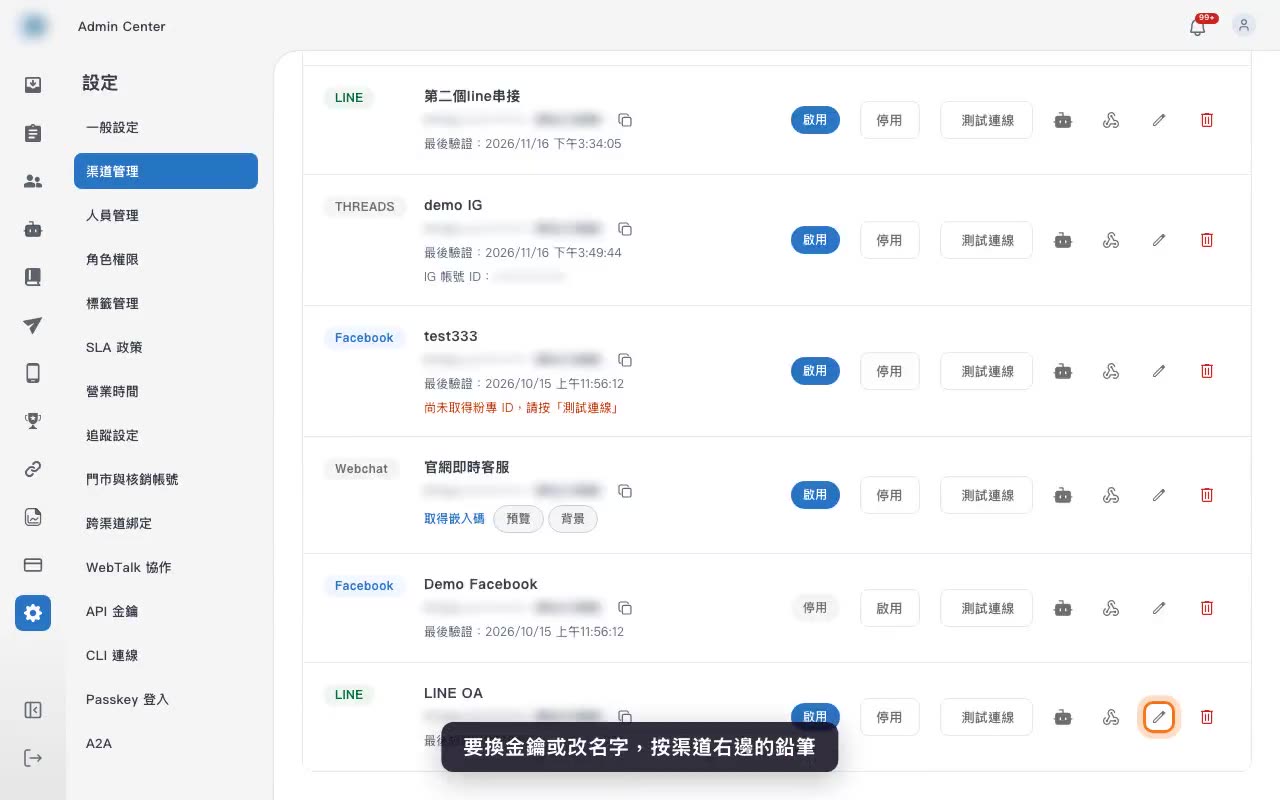 Admin Center
99+
設定
一般設定
渠道管理
人員管理
角色權限
標籤管理
SLA 政策
營業時間
追蹤設定
門市與核銷帳號
跨渠道綁定
WebTalk 協作
API 金鑰
CLI 連線
Passkey 登入
A2A
LINE 第二個line串接
最後驗證：2026/11/16 下午3:34:05
啟用 停用 測試連線
THREADS demo IG
最後驗證：2026/11/16 下午3:49:44
IG 帳號 ID：
啟用 停用 測試連線
Facebook test333
最後驗證：2026/10/15 上午11:56:12
尚未取得粉專 ID，請按「測試連線」
啟用 停用 測試連線
Webchat 官網即時客服
取得嵌入碼 預覽 背景
啟用 停用 測試連線
Facebook Demo Facebook
最後驗證：2026/10/15 上午11:56:12
停用 啟用 測試連線
LINE LINE OA
啟用 停用 測試連線
要換金鑰或改名字，按渠道右邊的鉛筆